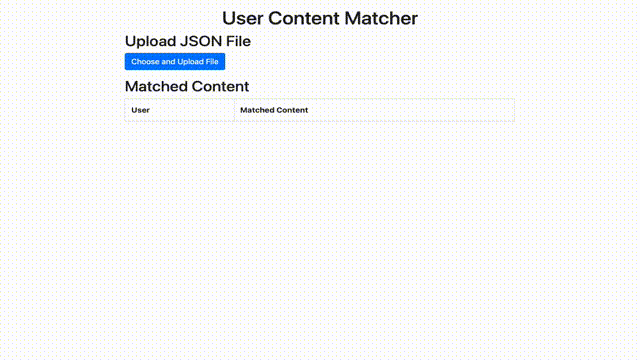 User Content Matcher
Upload JSON File
Choose and Upload File
Matched Content
User Matched Content